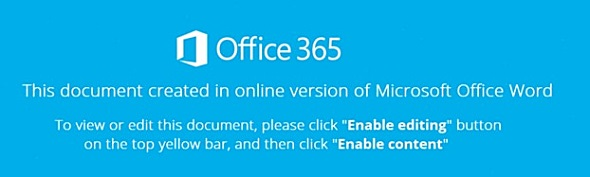 Office 365
This document created in online version of Microsoft Office Word
To view or edit this document, please click "Enable editing" button
on the top yellow bar, and then click "Enable content"